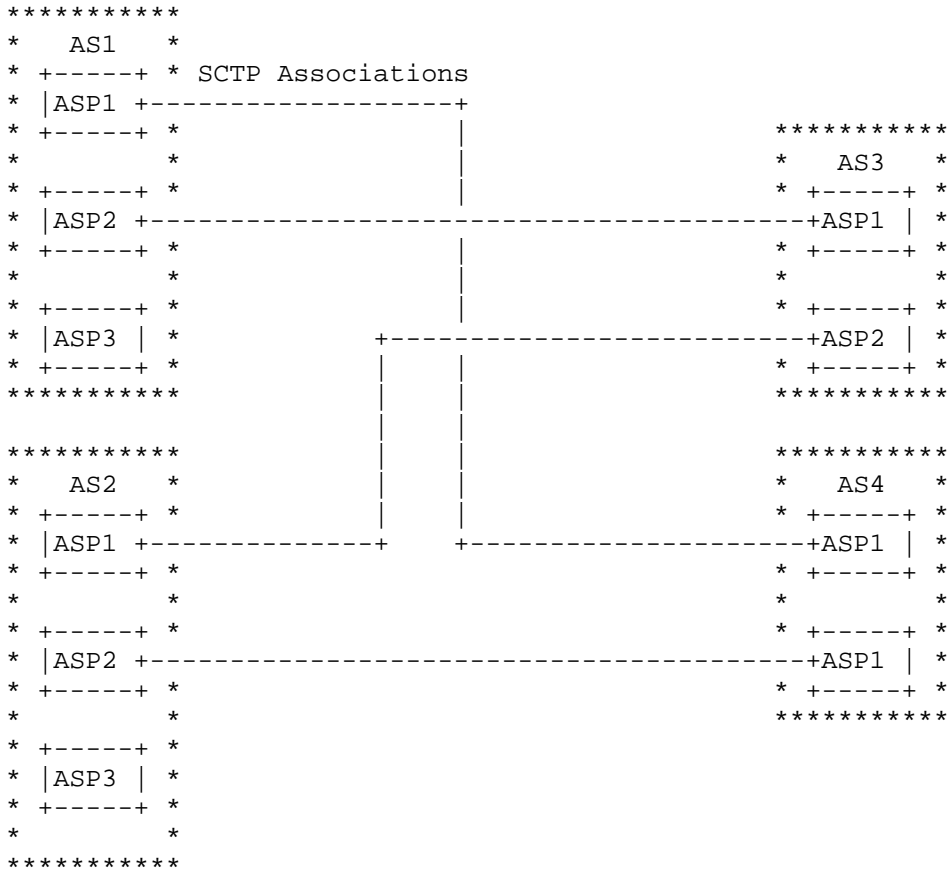 AS1
SCTP Associations
ASP1
AS3
ASP2
ASP1
ASP3
ASP2
AS2
AS4
ASP1
ASP1
ASP2
ASP1
ASP3